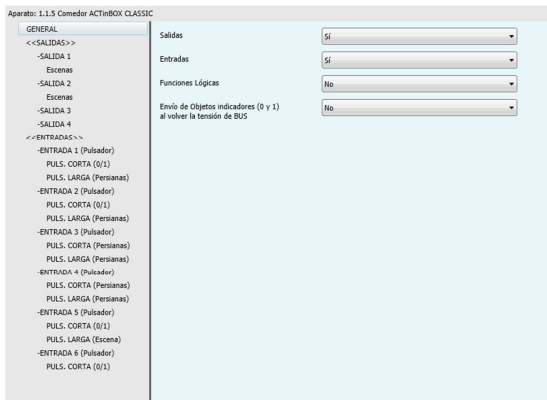 Aparato: 1.1.5 Comedor ACTinBOX CLASSIC
GENERAL
<<SALIDAS>>
-SALIDA 1
Escenas
-SALIDA 2
Escenas
-SALIDA 3
-SALIDA 4
<<ENTRADAS>>
-ENTRADA 1 (Pulsador)
PULS. CORTA (0/1)
PULS. LARGA (Persianas)
-ENTRADA 2 (Pulsador)
PULS. CORTA (0/1)
PULS. LARGA (Persianas)
-ENTRADA 3 (Pulsador)
PULS. CORTA (Persianas)
PULS. LARGA (Persianas)
-ENTRADA 4 (Pulsador)
PULS. CORTA (Persianas)
PULS. LARGA (Persianas)
-ENTRADA 5 (Pulsador)
PULS. CORTA (0/1)
PULS. LARGA (Escena)
-ENTRADA 6 (Pulsador)
PULS. CORTA (0/1)
Salidas Sí
Entradas Sí
Funciones Lógicas No
Envío de Objetos indicadores (0 y 1) No
al volver la tensión de BUS